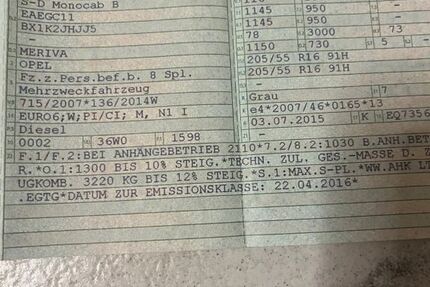 S-D Monocab B
EAEGC11
BX1K2JHJJ5
–
MERIVA
OPEL
Fz.z.Pers.bef.b. 8 Spl.
Mehrzweckfahrzeug
715/2007*136/2014W
EURO6;W;PI/CI; M, N1 I
Diesel
0002 36W0 1598
1145 950
1145 950
78 3000 73
1150 730 5 –
205/55 R16 91H
205/55 R16 91H
–
Grau 7
e4*2007/46*0165*13
03.07.2015 K EQ7356
F.1/F.2:BEI ANHÄNGEBETRIEB 2110*7.2/8.2:1030 B.ANH.BET
R.*O.1:1300 BIS 10% STEIG.*TECHN. ZUL. GES.-MASSE D. Z
UGKOMB. 3220 KG BIS 12% STEIG.*S.1:MAX.S-PL.*WW.AHK LT
.EGTG*DATUM ZUR EMISSIONSKLASSE: 22.04.2016*